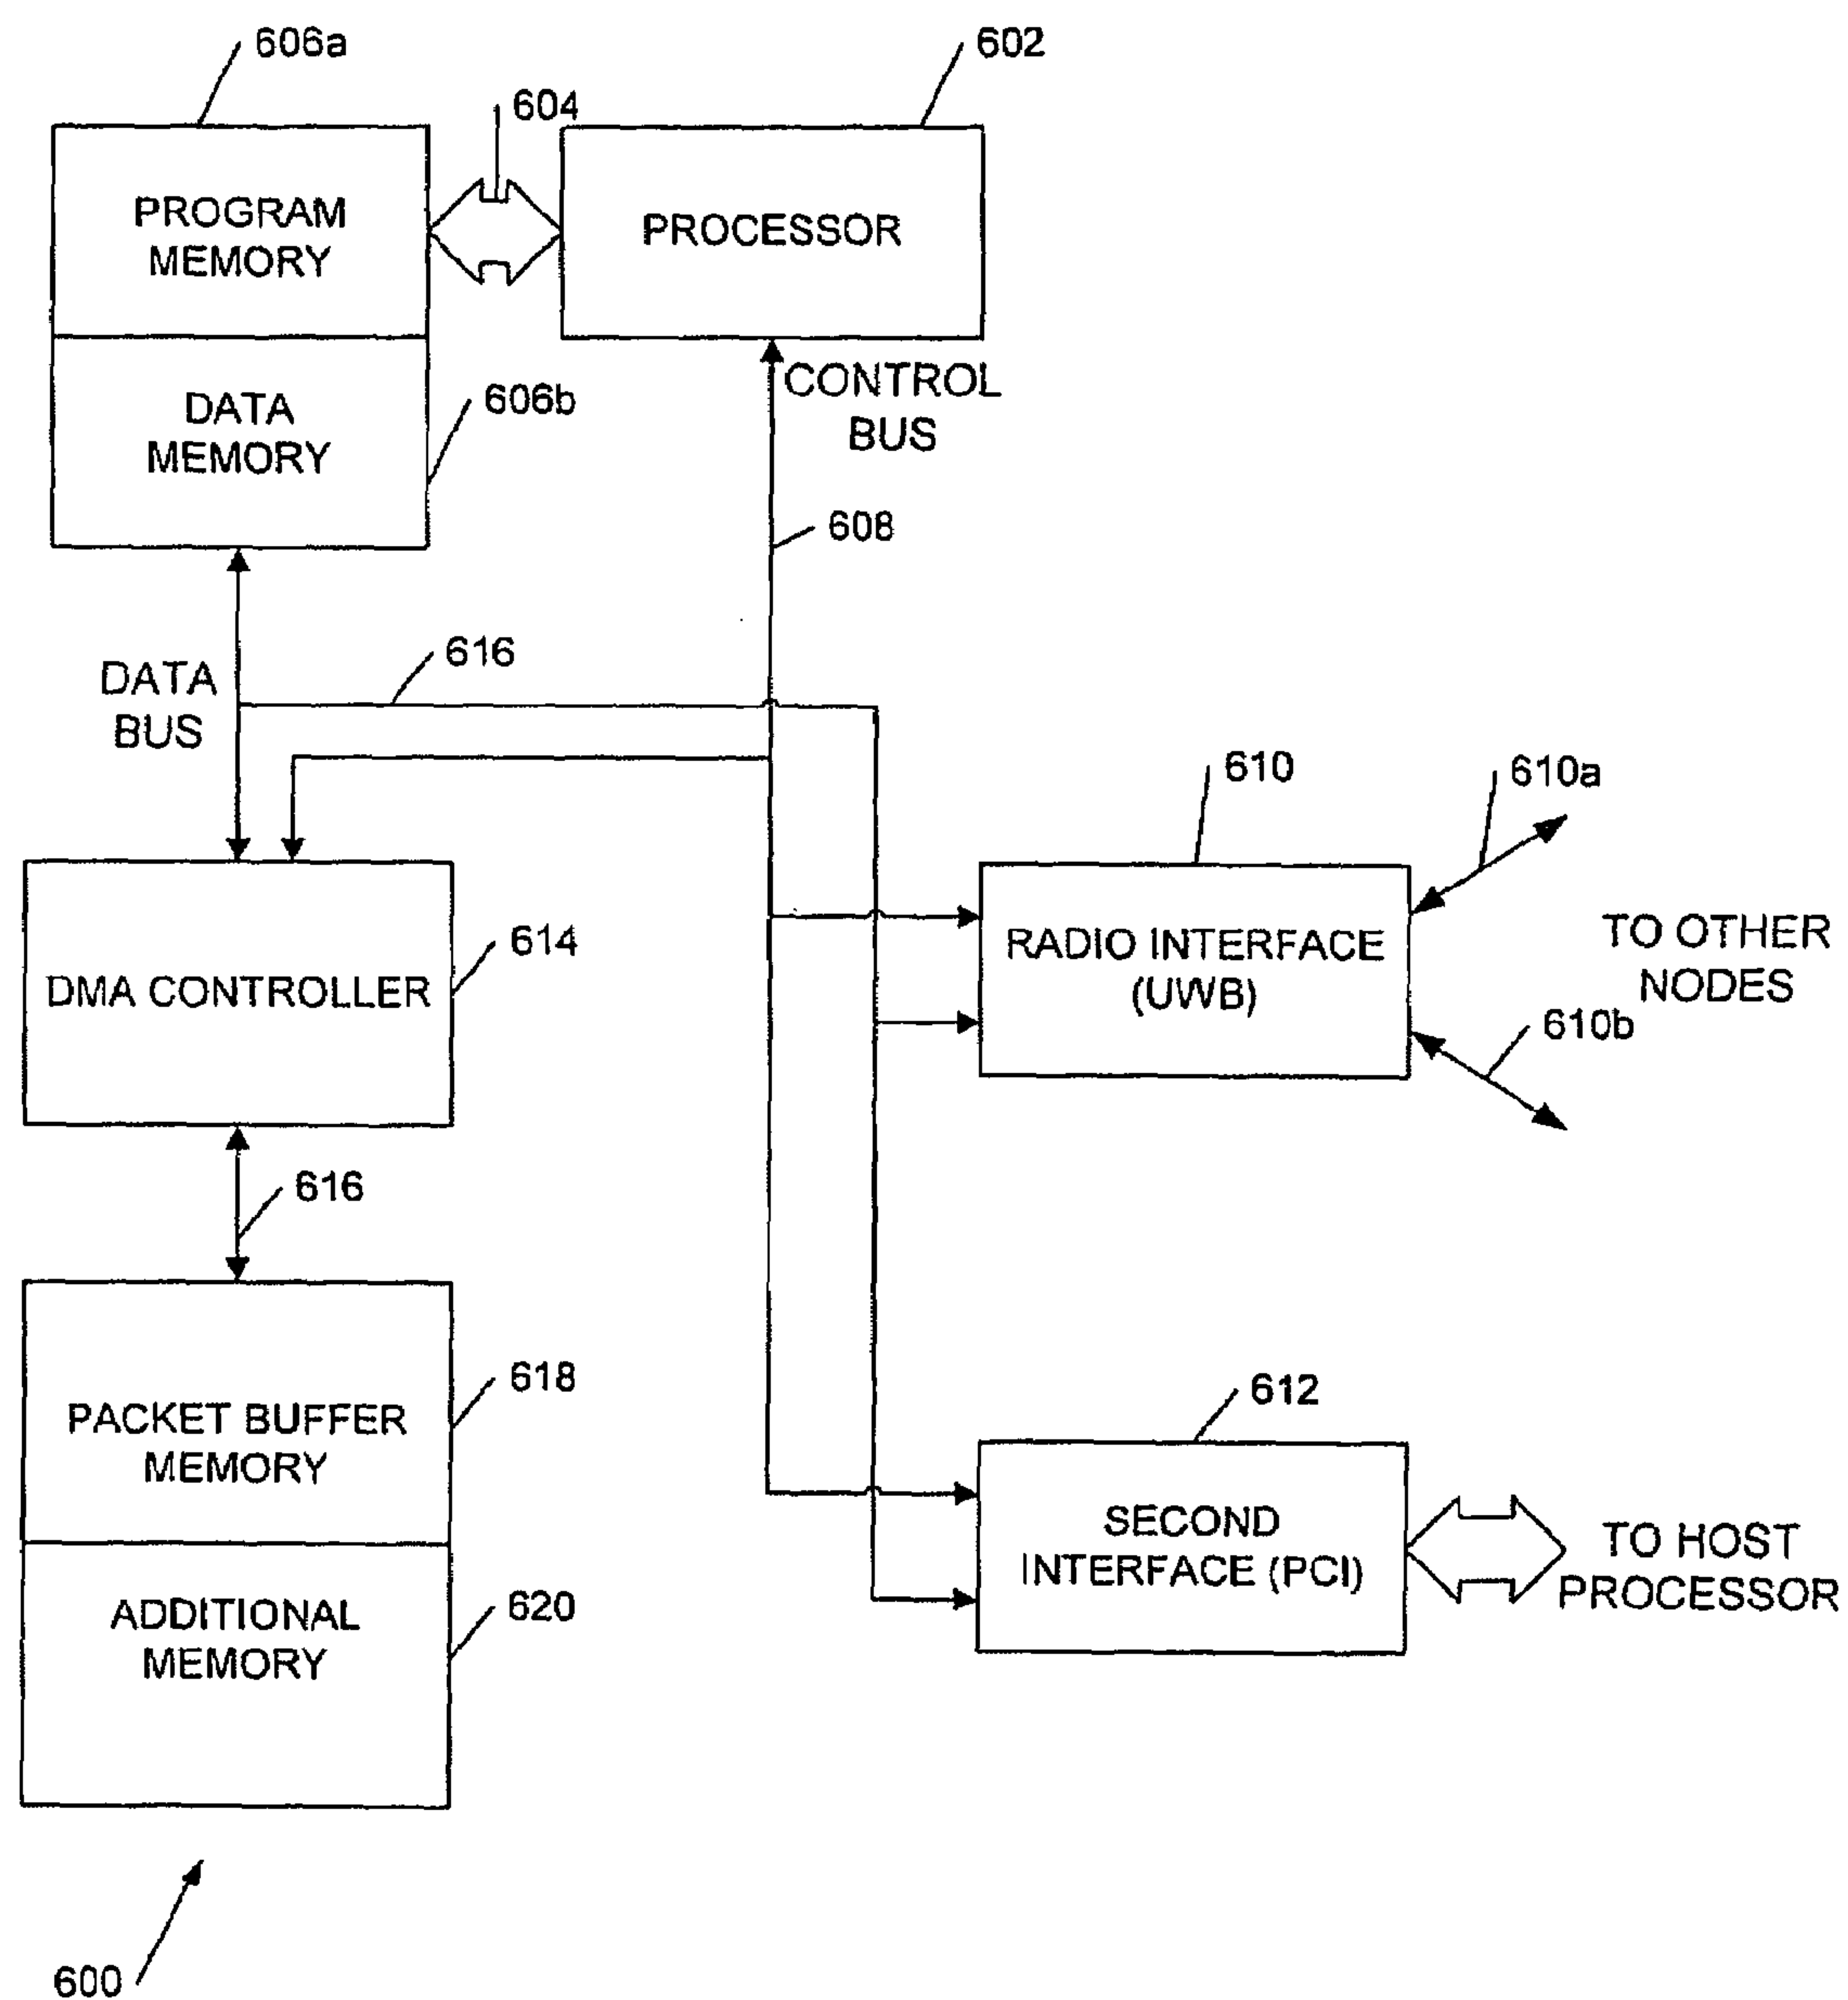 606a
602
604
PROGRAM
MEMORY
PROCESSOR
DATA
MEMORY
606b
CONTROL
BUS
608
616
DATA
BUS
610
610a
614
DMA CONTROLLER
RADIO INTERFACE
(UWB)
TO OTHER
NODES
610b
616
618
PACKET BUFFER
MEMORY
612
SECOND
INTERFACE (PCI)
TO HOST
PROCESSOR
ADDITIONAL
MEMORY
620
600